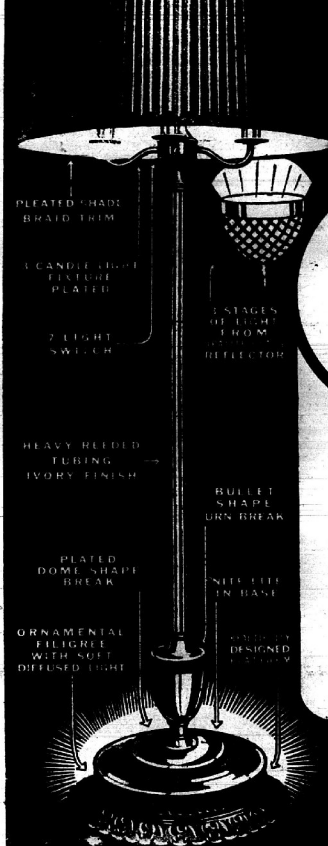 PLEATED SHADE
BRAID TRIM
3 CANDLE LIGHT
FIXTURE
PLATED
7 LIGHT
SWITCH
3 STAGES
OF LIGHT
FROM
REFLECTOR
HEAVY REEDED
TUBING
IVORY FINISH
BULLET
SHAPE
URN BREAK
PLATED
DOME SHAPE
BREAK
NITE LITE
IN BASE
ORNAMENTAL
FILIGREE
WITH SOFT
DIFFUSED LIGHT
DESIGNED